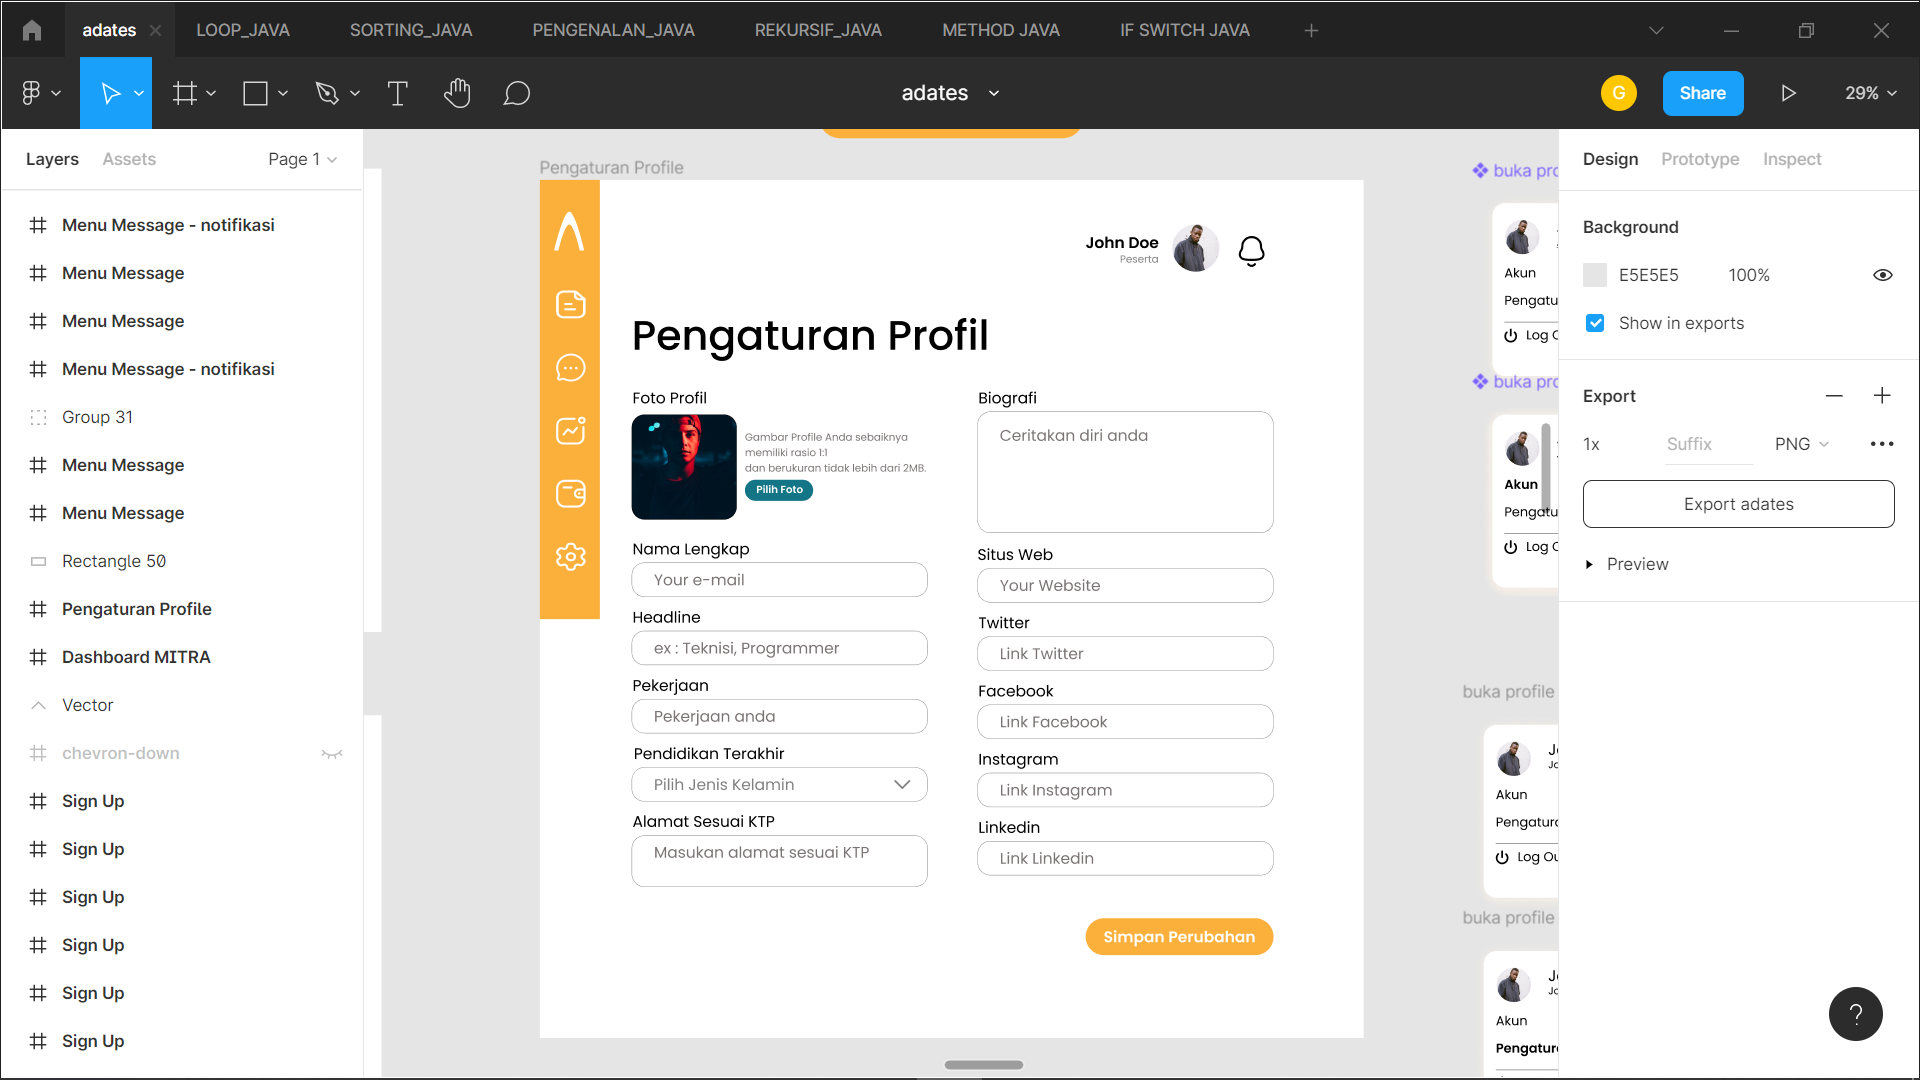 adates
LOOP_JAVA
SORTING_JAVA
PENGENALAN_JAVA
REKURSIF_JAVA
METHOD JAVA
IF SWITCH JAVA
adates
G
Share
29%
Layers
Assets
Page 1
Menu Message - notifikasi
Menu Message
Menu Message
Menu Message - notifikasi
Group 31
Menu Message
Menu Message
Rectangle 50
Pengaturan Profile
Dashboard MITRA
Vector
chevron-down
Sign Up
Sign Up
Sign Up
Sign Up
Sign Up
Sign Up
Pengaturan Profile
John Doe
Peserta
Pengaturan Profil
Foto Profil
Gambar Profile Anda sebaiknya
memiliki rasio 1:1
dan berukuran tidak lebih dari 2MB.
Pilih Foto
Nama Lengkap
Your e-mail
Headline
ex : Teknisi, Programmer
Pekerjaan
Pekerjaan anda
Pendidikan Terakhir
Pilih Jenis Kelamin
Alamat Sesuai KTP
Masukan alamat sesuai KTP
Biografi
Ceritakan diri anda
Situs Web
Your Website
Twitter
Link Twitter
Facebook
Link Facebook
Instagram
Link Instagram
Linkedin
Link Linkedin
Simpan Perubahan
buka pro
Akun
Pengatu
Log O
buka pro
Akun
Pengatu
Log O
buka profile
Jo
Jo
Akun
Pengatura
Log Ou
buka profile
Jo
Jo
Akun
Pengatura
Design
Prototype
Inspect
Background
E5E5E5
100%
Show in exports
Export
1x
Suffix
PNG
Export adates
Preview
?